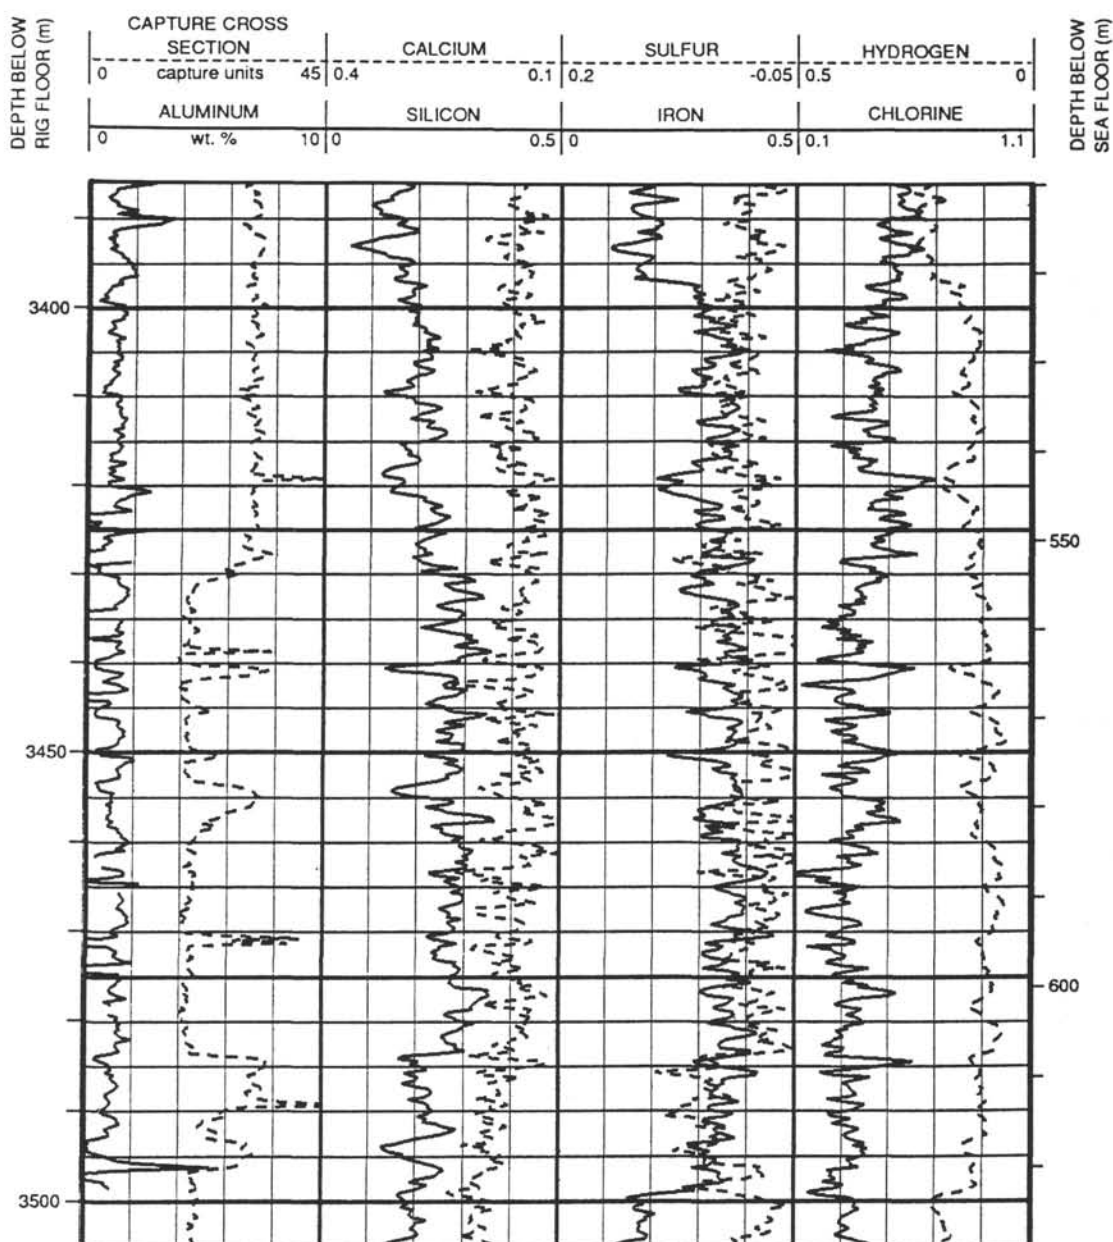 DEPTH BELOW
RIG FLOOR (m)
CAPTURE CROSS
SECTION
0 capture units 45
CALCIUM
0.4 0.1
SULFUR
0.2 -0.05
HYDROGEN
0.5 0
ALUMINUM
0 wt. % 10
SILICON
0 0.5
IRON
0 0.5
CHLORINE
0.1 1.1
DEPTH BELOW
SEA FLOOR (m)
3400
550
3450
600
3500